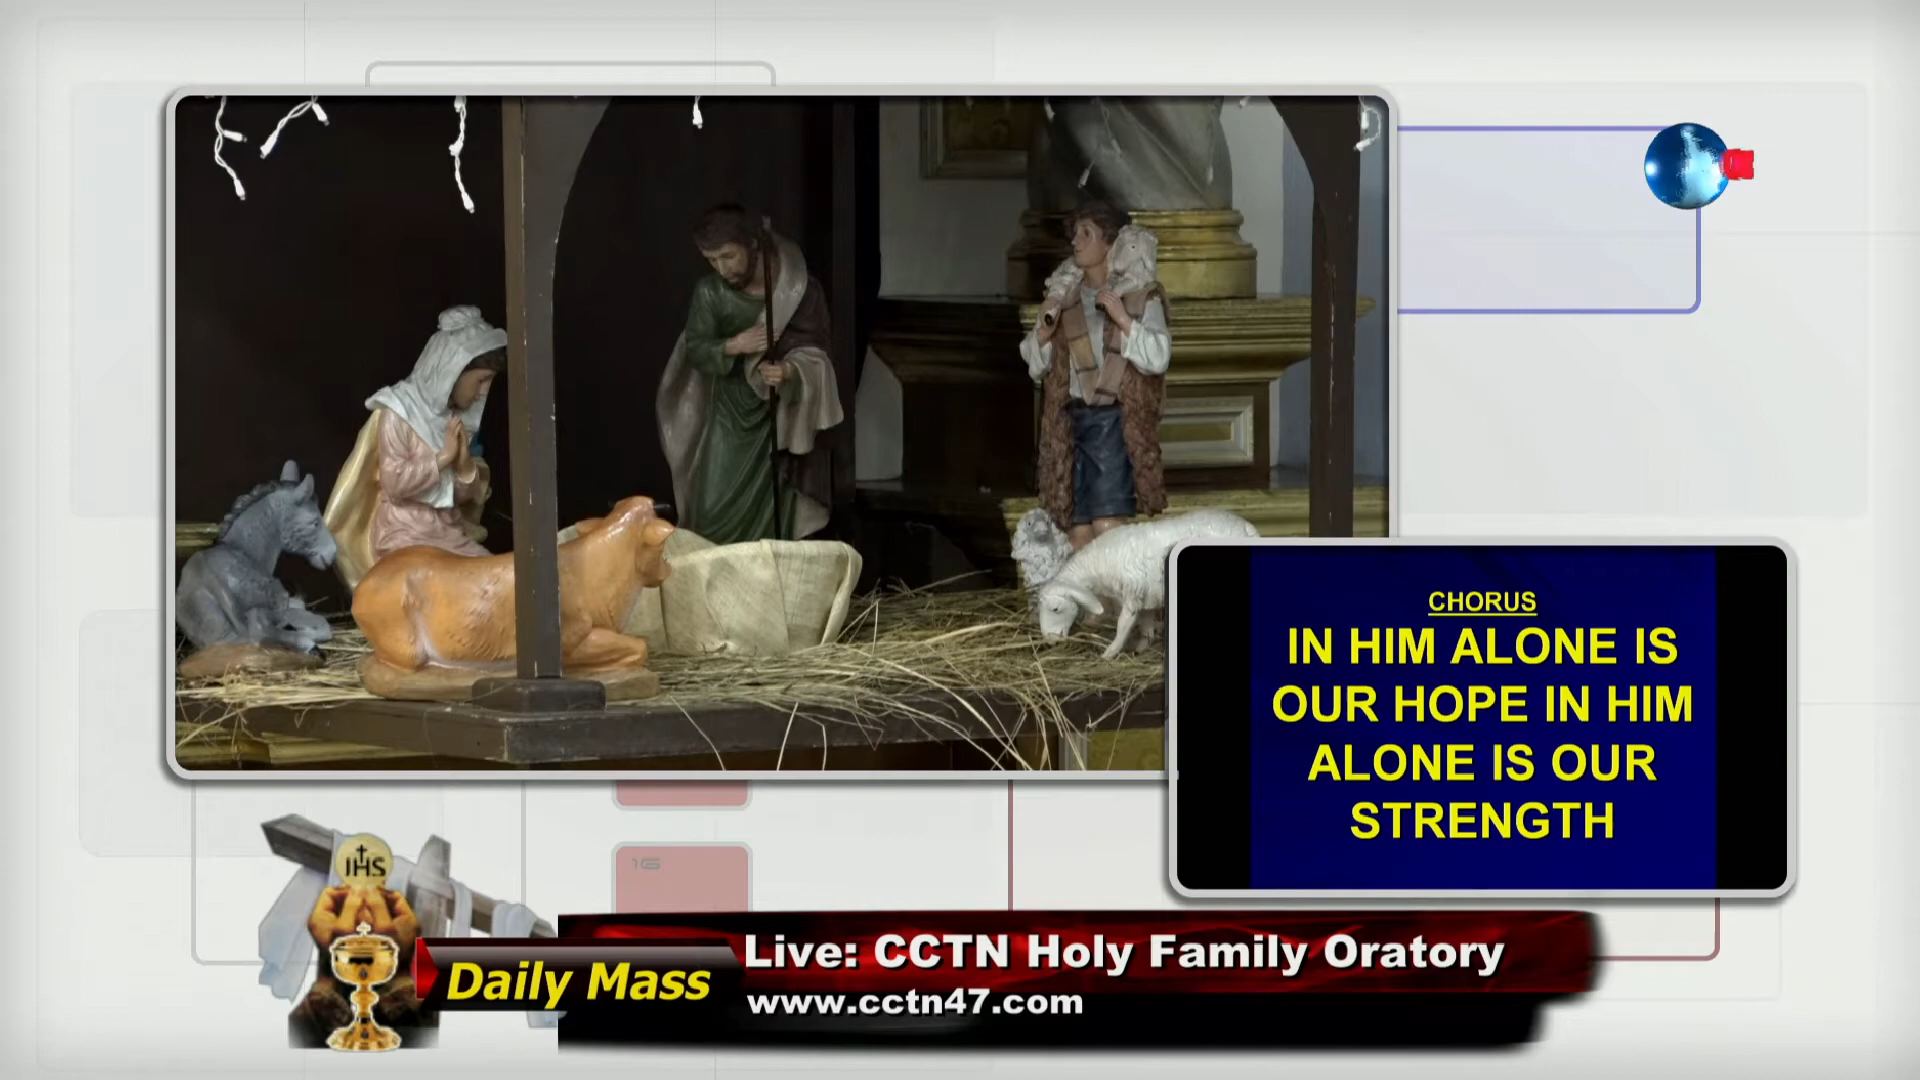 CHORUS
IN HIM ALONE IS
OUR HOPE IN HIM
ALONE IS OUR
STRENGTH
1G
IHS
Live: CCTN Holy Family Oratory
Daily Mass
www.cctn47.com